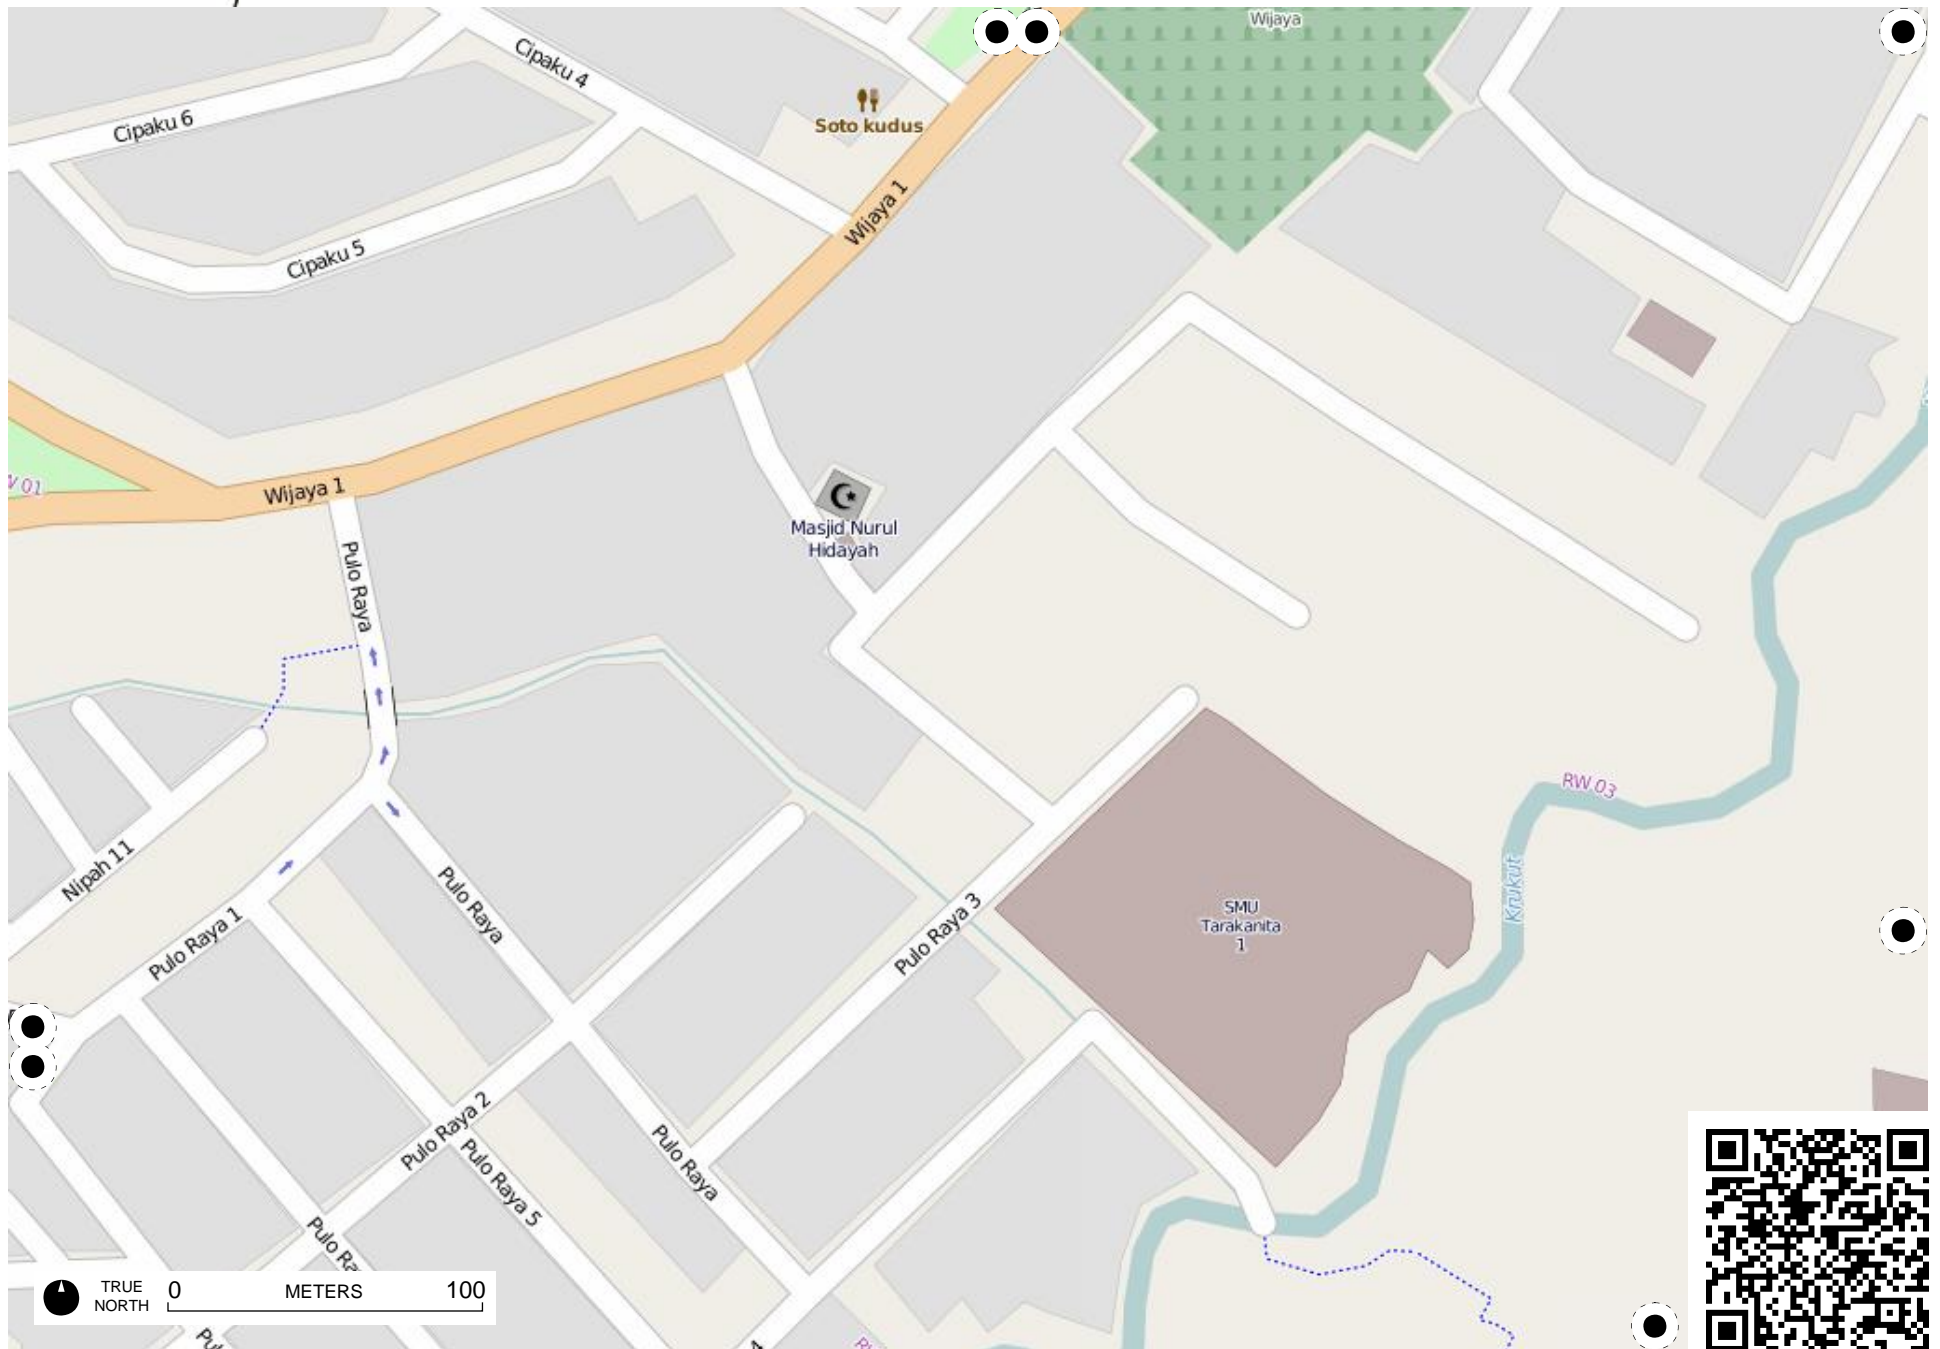 Wijaya
Cipaku 4
Cipaku 6
Soto kudus
Wijaya 1
Cipaku 5
Wijaya 1
Pulo Raya
Masjid Nurul
Hidayah
RW 03
Nipah 11
Pulo Raya
Krukut
SMU
Tarakanita
1
Pulo Raya 1
Pulo Raya 3
Pulo Raya 2
Pulo Raya
Pulo Raya 5
TRUE
NORTH
0 METERS 100